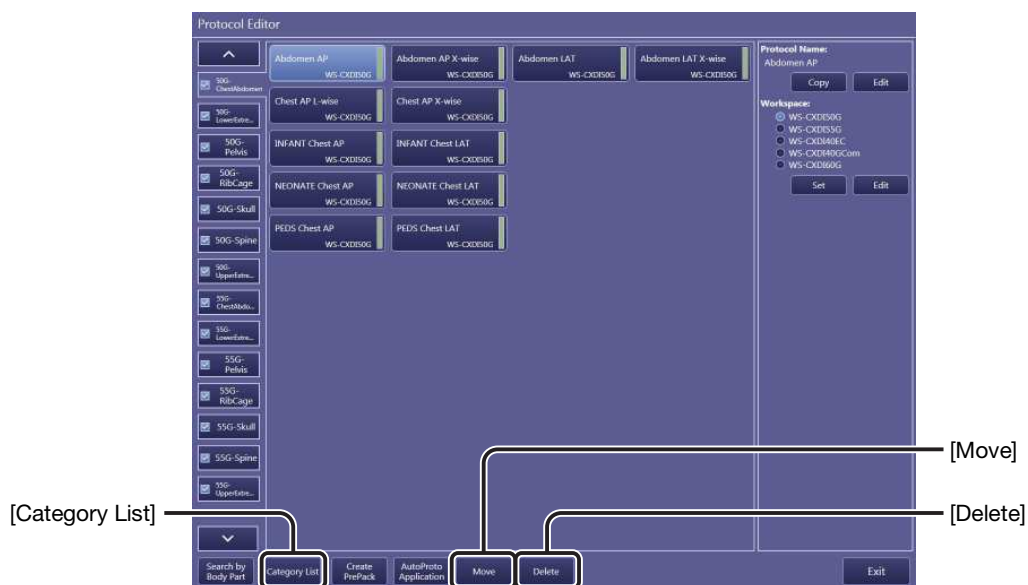 Protocol Editor
50G-
ChestAbdomen
50G-
LowerExtre...
50G-
Pelvis
50G-
RibCage
50G-Skull
50G-Spine
50G-
UpperExtre...
55G-
ChestAbdo...
55G-
LowerExtre...
55G-
Pelvis
55G-
RibCage
55G-Skull
55G-Spine
55G-
UpperExtre...
Abdomen AP
WS-CXDI50G
Abdomen AP X-wise
WS-CXDI50G
Abdomen LAT
WS-CXDI50G
Abdomen LAT X-wise
WS-CXDI50G
Chest AP L-wise
WS-CXDI50G
Chest AP X-wise
WS-CXDI50G
INFANT Chest AP
WS-CXDI50G
INFANT Chest LAT
WS-CXDI50G
NEONATE Chest AP
WS-CXDI50G
NEONATE Chest LAT
WS-CXDI50G
PEDS Chest AP
WS-CXDI50G
PEDS Chest LAT
WS-CXDI50G
Protocol Name:
Abdomen AP
Copy
Edit
Workspace:
WS-CXDI50G
WS-CXDI55G
WS-CXDI40EC
WS-CXDI40GCom
WS-CXDI60G
Set
Edit
[Move]
[Category List]
[Delete]
Search by
Body Part
Category List
Create
PrePack
AutoProto
Application
Move
Delete
Exit